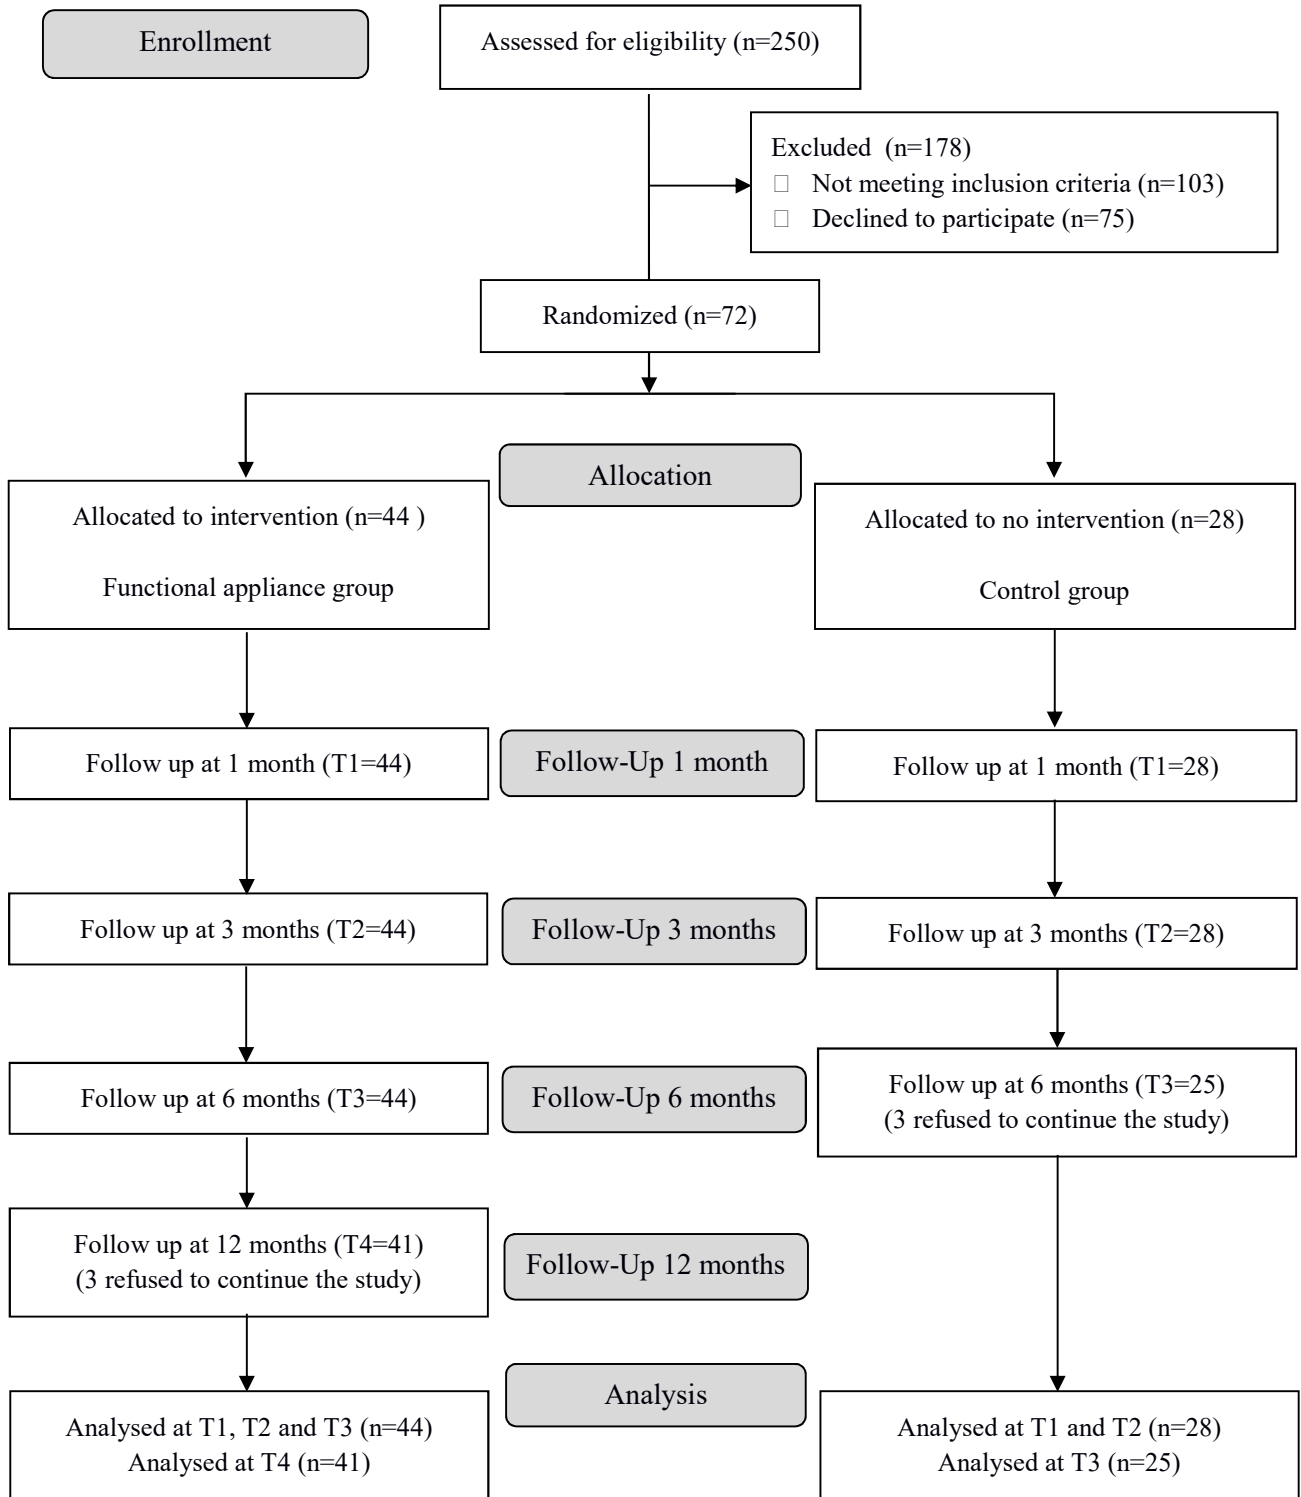 Enrollment
Assessed for eligibility (n=250)
Excluded  (n=178)
Not meeting inclusion criteria (n=103)
Declined to participate (n=75)
Randomized (n=72)
Allocation
Allocated to intervention (n=44 )
Functional appliance group
Allocated to no intervention (n=28)
Control group
Follow up at 1 month (T1=44)
Follow-Up 1 month
Follow up at 1 month (T1=28)
Follow up at 3 months (T2=44)
Follow-Up 3 months
Follow up at 3 months (T2=28)
Follow up at 6 months (T3=44)
Follow-Up 6 months
Follow up at 6 months (T3=25)
(3 refused to continue the study)
Follow up at 12 months (T4=41)
(3 refused to continue the study)
Follow-Up 12 months
Analysis
Analysed at T1, T2 and T3 (n=44)
Analysed at T4 (n=41)
Analysed at T1 and T2 (n=28)
Analysed at T3 (n=25)